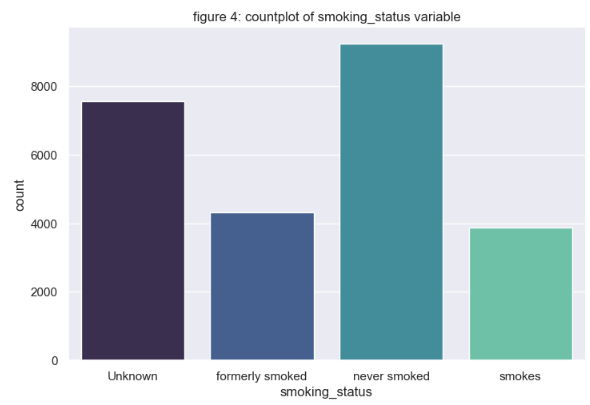 figure 4: countplot of smoking_status variable
count
8000
6000
4000
2000
0
Unknown
formerly smoked
never smoked
smokes
smoking_status